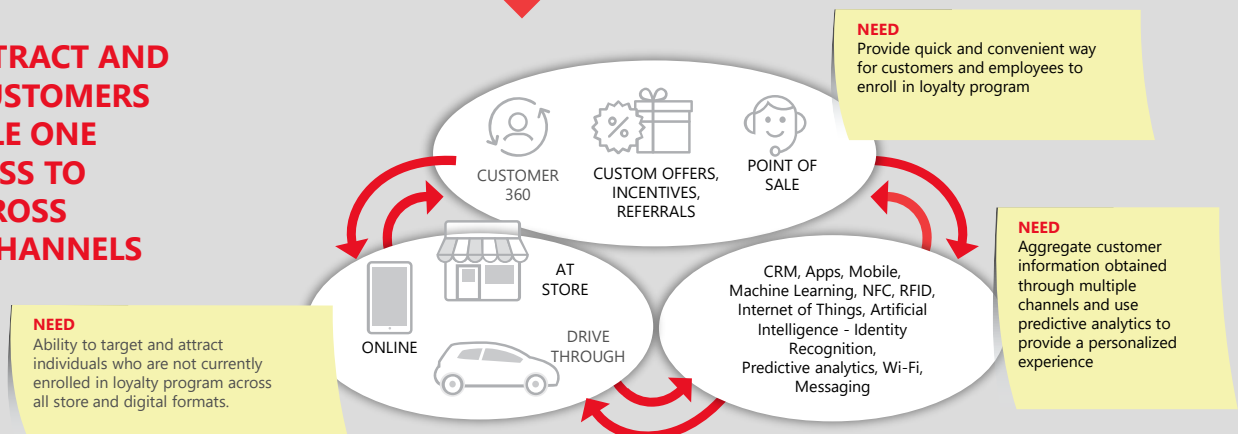 TRACT AND
USTOMERS
LE ONE
SS TO
ROSS
HANNELS
NEED
Provide quick and convenient way
for customers and employees to
enroll in loyalty program
CUSTOMER
360
CUSTOM OFFERS,
INCENTIVES,
REFERRALS
POINT OF
SALE
%
AT
STORE
ONLINE
DRIVE
THROUGH
CRM, Apps, Mobile,
Machine Learning, NFC, RFID,
Internet of Things, Artificial
Intelligence - Identity
Recognition,
Predictive analytics, Wi-Fi,
Messaging
NEED
Aggregate customer
information obtained
through multiple
channels and use
predictive analytics to
provide a personalized
experience
NEED
Ability to target and attract
individuals who are not currently
enrolled in loyalty program across
all store and digital formats.